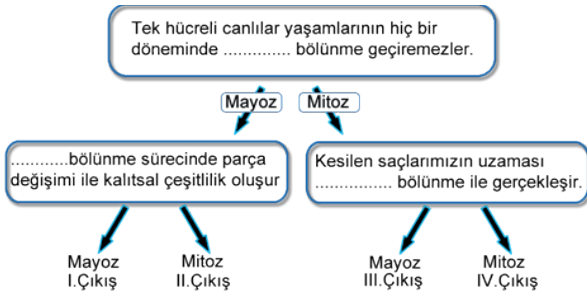 Tek hücreli canlılar yaşamlarının hiç bir
döneminde .............. bölünme geçiremezler.
Mayoz Mitoz
............bölünme sürecinde parça
değişimi ile kalıtsal çeşitlilik oluşur
Kesilen saçlarımızın uzaması
................ bölünme ile gerçekleşir.
Mayoz
I.Çıkış
Mitoz
II.Çıkış
Mayoz
III.Çıkış
Mitoz
IV.Çıkış